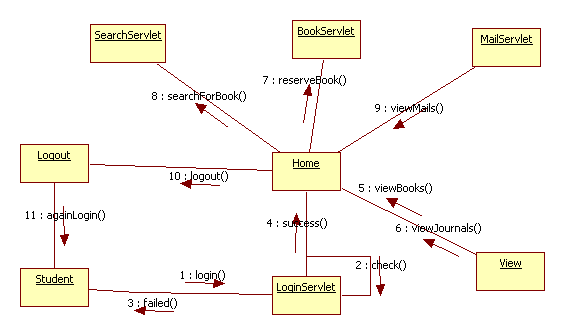 SearchServlet
BookServlet
MailServlet
7 : reserveBook()
8 : searchForBook()
9 : viewMails()
Logout
Home
10 : logout()
5 : viewBooks()
11 : againLogin()
4 : success()
6 : viewJournals()
View
Student
1 : login()
2 : check()
LoginServlet
3 : failed()